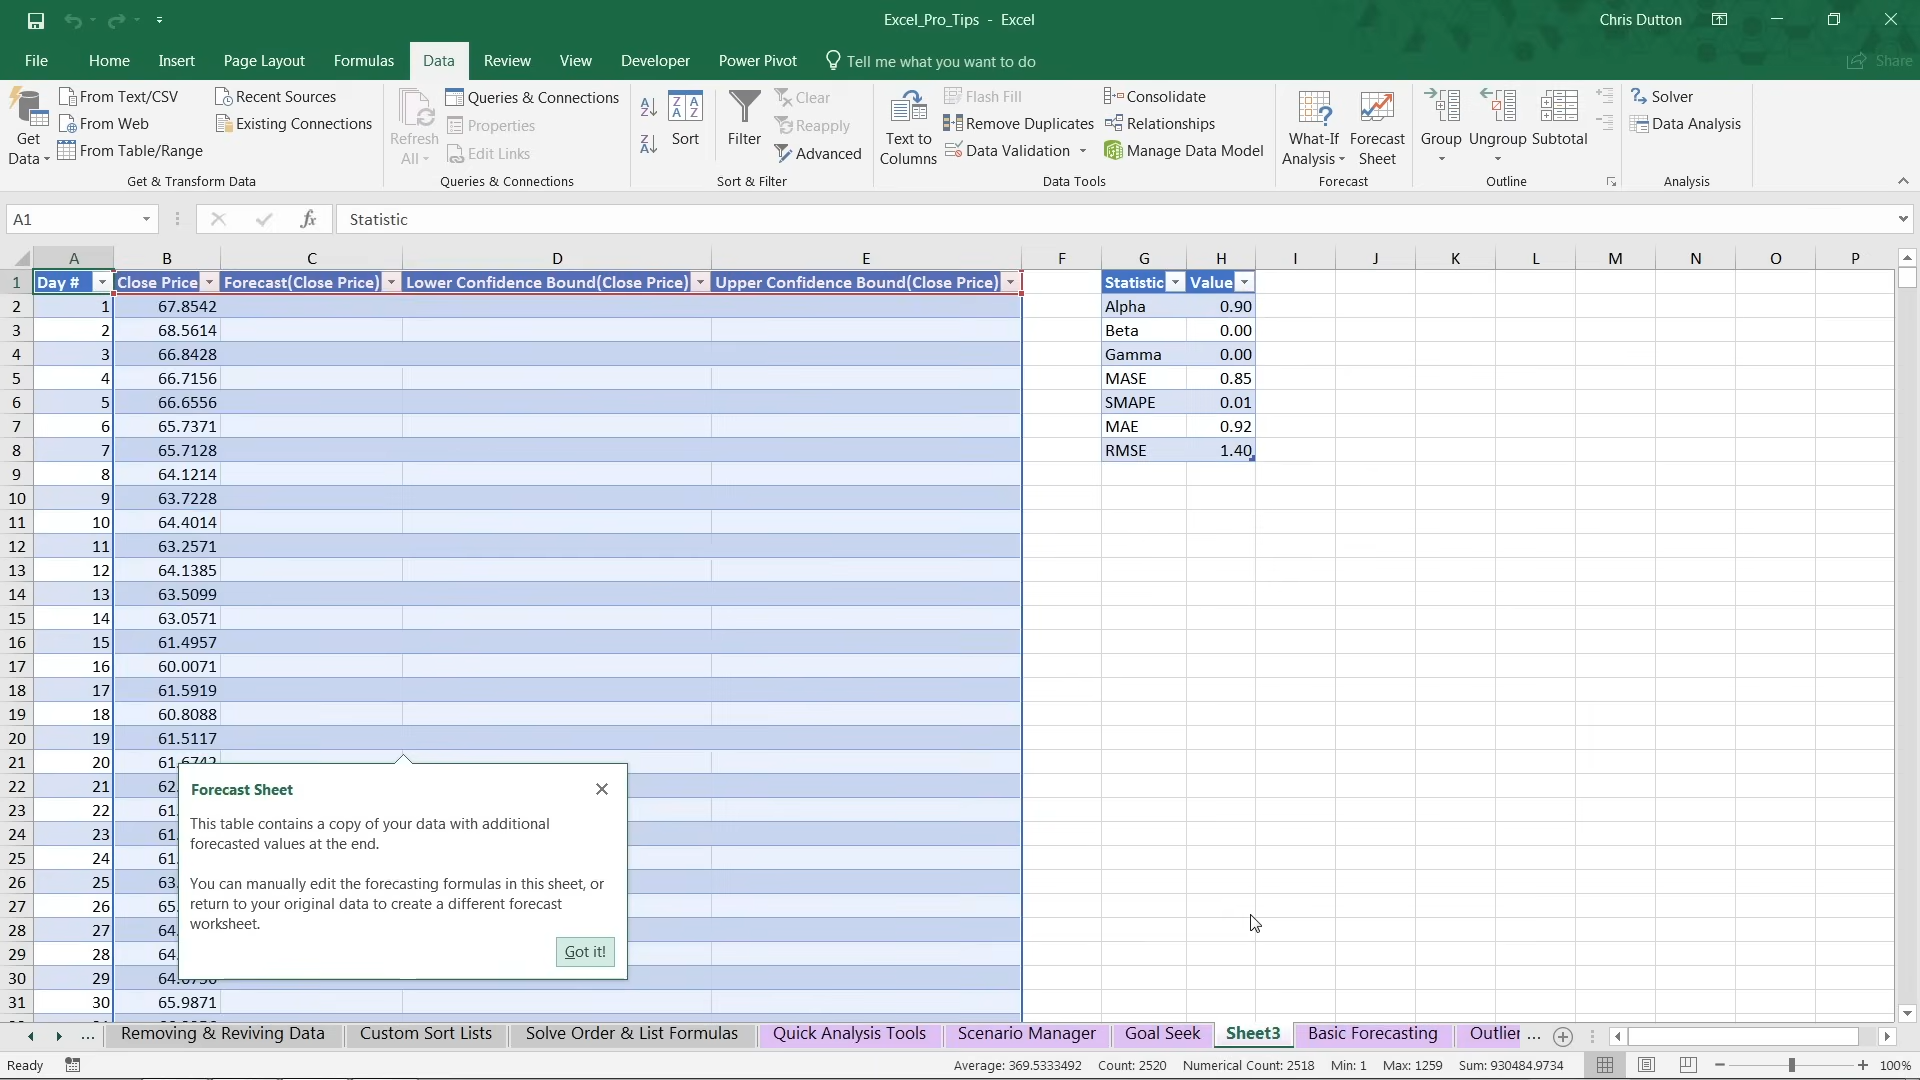 Excel_Pro_Tips - Excel
Chris Dutton
File Home Insert Page Layout Formulas Data Review View Developer Power Pivot Tell me what you want to do Share
Get Data
From Text/CSV
From Web
From Table/Range
Recent Sources
Existing Connections
Get & Transform Data
Refresh All
Queries & Connections
Properties
Edit Links
Queries & Connections
Sort
Filter
Clear
Reapply
Advanced
Sort & Filter
Text to Columns
Flash Fill
Remove Duplicates
Data Validation
Consolidate
Relationships
Manage Data Model
Data Tools
What-If Analysis
Forecast Sheet
Forecast
Group
Ungroup
Subtotal
Outline
Solver
Data Analysis
Analysis
A1 fx Statistic
A B C D E F G H I J K L M N O P
1 Day # Close Price Forecast(Close Price) Lower Confidence Bound(Close Price) Upper Confidence Bound(Close Price) Statistic Value
2 1 67.8542 Alpha 0.90
3 2 68.5614 Beta 0.00
4 3 66.8428 Gamma 0.00
5 4 66.7156 MASE 0.85
6 5 66.6556 SMAPE 0.01
7 6 65.7371 MAE 0.92
8 7 65.7128 RMSE 1.40
9 8 64.1214
10 9 63.7228
11 10 64.4014
12 11 63.2571
13 12 64.1385
14 13 63.5099
15 14 63.0571
16 15 61.4957
17 16 60.0071
18 17 61.5919
19 18 60.8088
20 19 61.5117
21 20 61.6742
22 21 62.
23 22 61.
24 23 61.
25 24 61.
26 25 63.
27 26 65.
28 27 64.
29 28 64.
30 29
31 30 65.9871
Forecast Sheet
This table contains a copy of your data with additional
forecasted values at the end.
You can manually edit the forecasting formulas in this sheet, or
return to your original data to create a different forecast
worksheet.
Got it!
... Removing & Reviving Data Custom Sort Lists Solve Order & List Formulas Quick Analysis Tools Scenario Manager Goal Seek Sheet3 Basic Forecasting Outlier ...
Ready Average: 369.5333492 Count: 2520 Numerical Count: 2518 Min: 1 Max: 1259 Sum: 930484.9734 100%